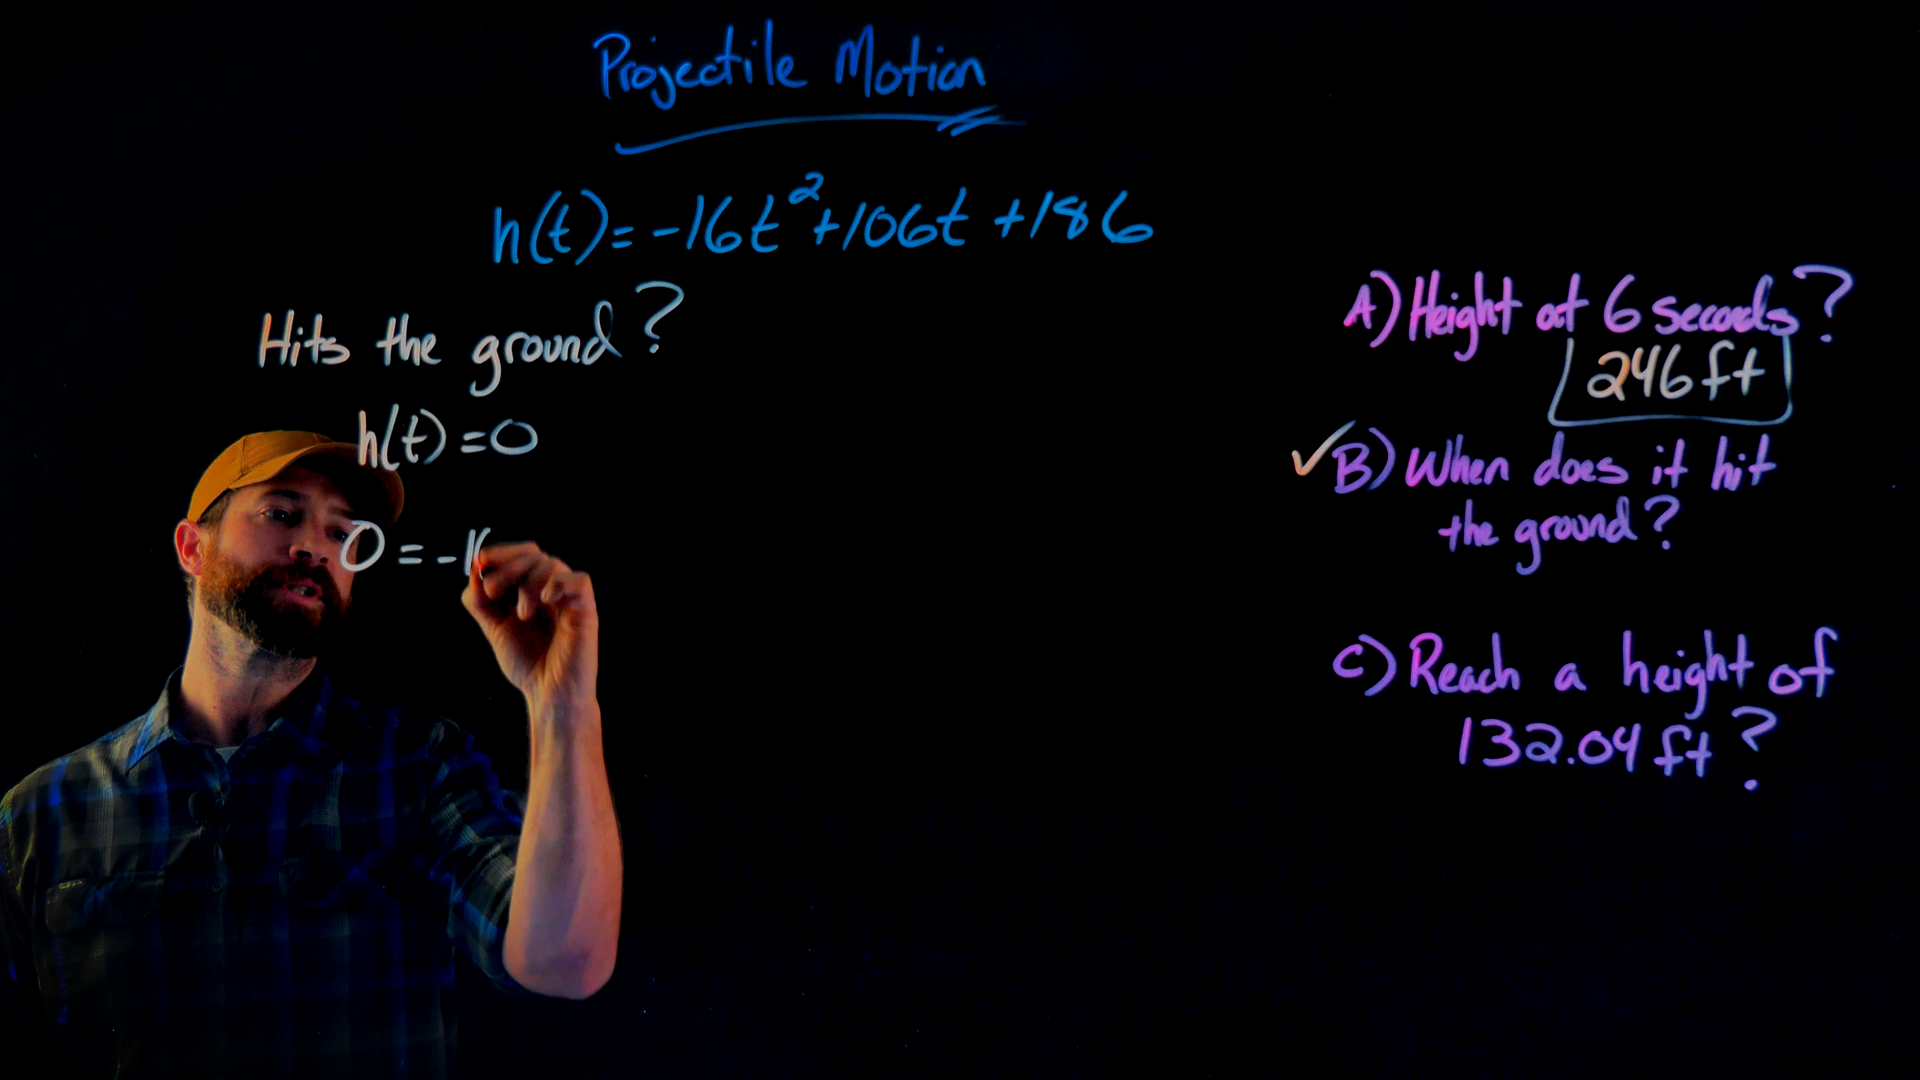 Projectile Motion
h(t)=-16t²+106t+186
Hits the ground?
h(t)=0
0=-16
A) Height at 6 seconds?
246ft
✓B) When does it hit
the ground?
C) Reach a height of
132.04 ft?